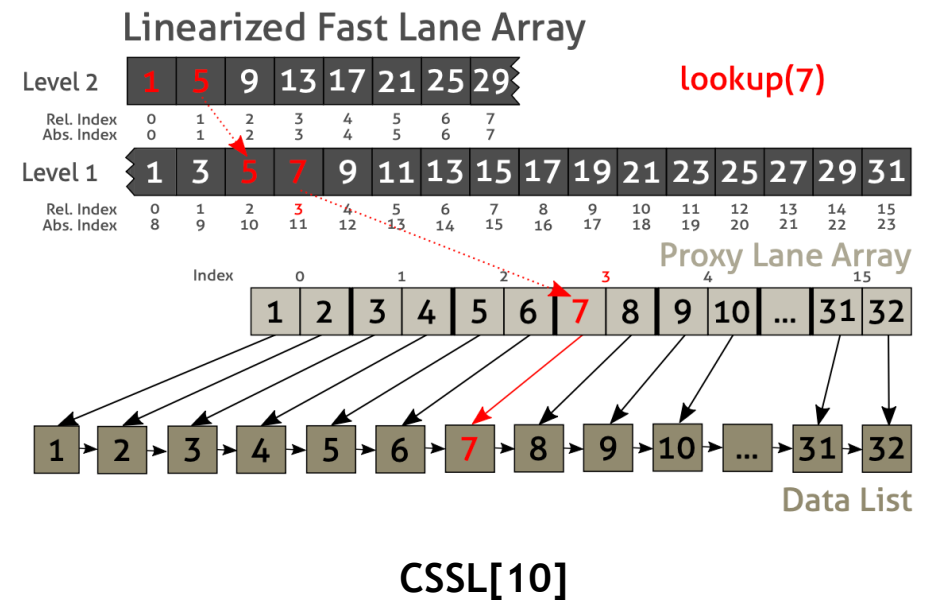 Linearized Fast Lane Array
Level 2 1 5 9 13 17 21 25 29 lookup(7)
Rel. Index 0 1 2 3 4 5 6 7
Abs. Index 0 1 2 3 4 5 6 7
Level 1 1 3 5 7 9 11 13 15 17 19 21 23 25 27 29 31
Rel. Index 0 1 2 3 4 5 6 7 8 9 10 11 12 13 14 15
Abs. Index 8 9 10 11 12 13 14 15 16 17 18 19 20 21 22 23
Proxy Lane Array
Index 0 1 2 3 4 15
1 2 3 4 5 6 7 8 9 10 ... 31 32
1 2 3 4 5 6 7 8 9 10 ... 31 32
Data List
CSSL[10]